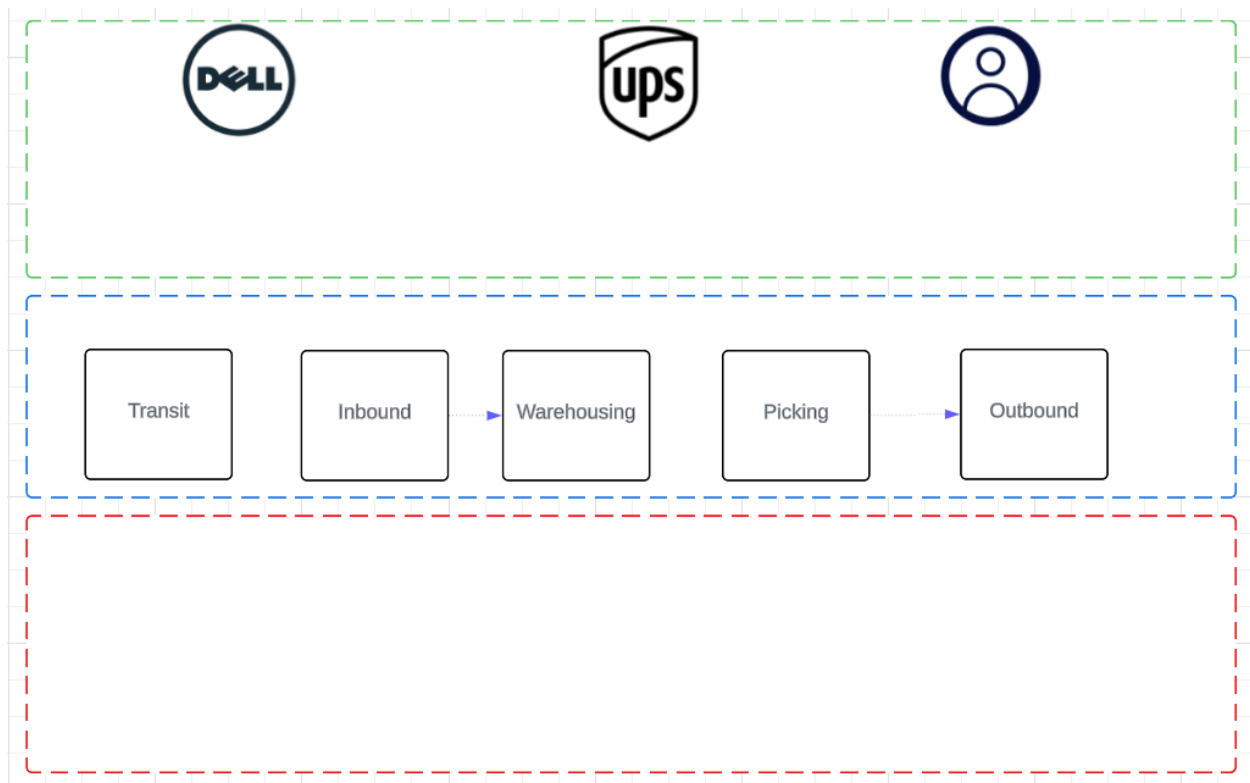 DELL
ups
Transit
Inbound
Warehousing
Picking
Outbound